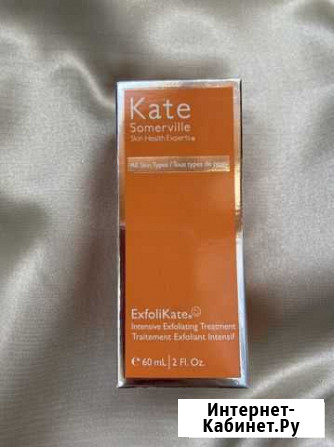 Kate
Somerville
Skin Health Experts®
All Skin Types / Tous types de peau
ExfoliKate®
Intensive Exfoliating Treatment
Traitement Exfoliant Intensif
℮ 60 mL | 2 Fl. Oz.
Интернет-
Кабинет.Ру